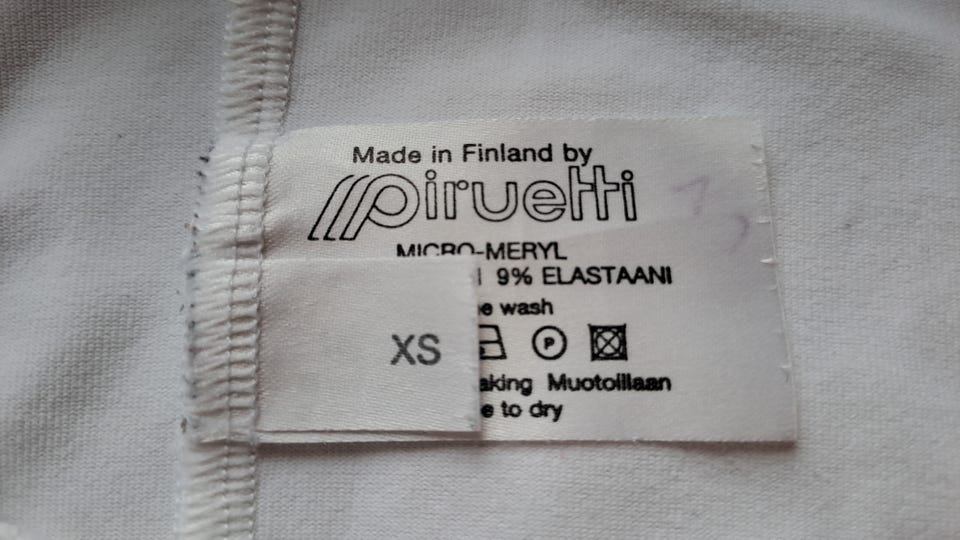 Made in Finland by
piruetti
MICRO-MERYL
9% ELASTAANI
wash
XS
P
Muotoillaan
to dry